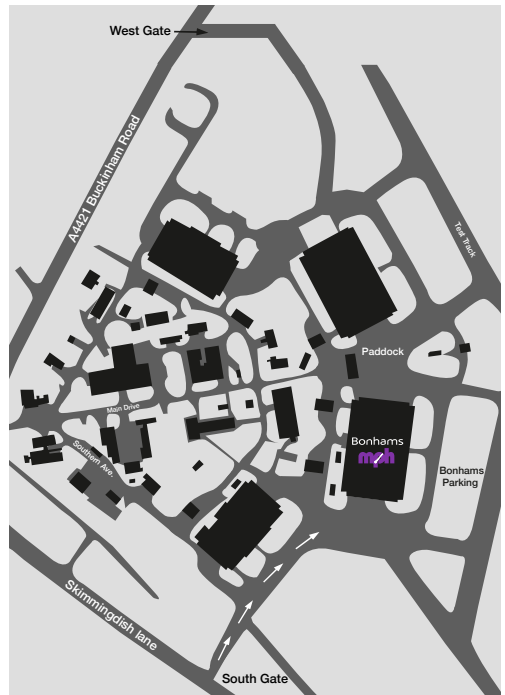 West Gate
A4421 Buckinham Road
Test Track
Paddock
Main Drive
Bonhams
mph
Southern Ave.
Bonhams
Parking
Skimmingdish lane
South Gate